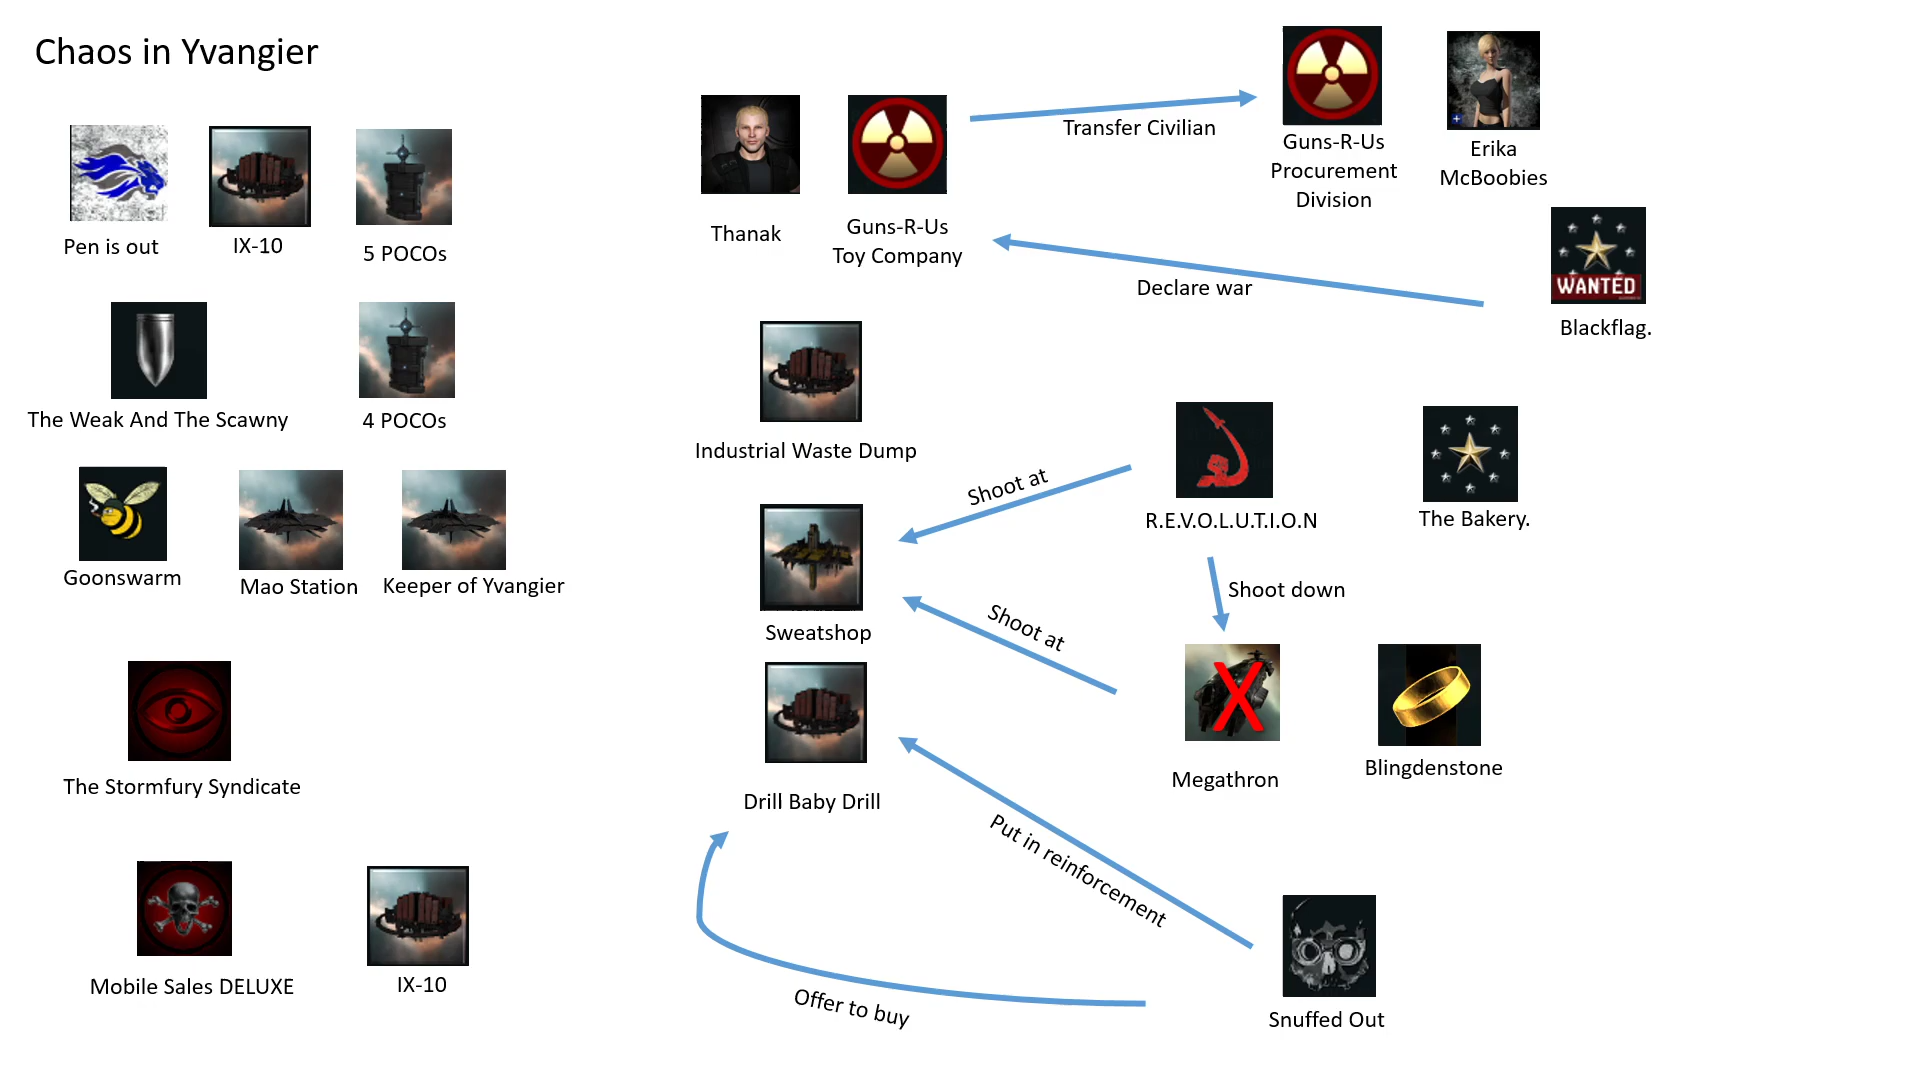 Chaos in Yvangier
Pen is out
IX-10
5 POCOs
The Weak And The Scawny
4 POCOs
Goonswarm
Mao Station
Keeper of Yvangier
The Stormfury Syndicate
Mobile Sales DELUXE
IX-10
Thanak
Guns-R-Us
Toy Company
Transfer Civilian
Guns-R-Us
Procurement
Division
Erika
McBoobies
Declare war
WANTED
Blackflag.
Industrial Waste Dump
Shoot at
R.E.V.O.L.U.T.I.O.N
The Bakery.
Sweatshop
Shoot down
Shoot at
Megathron
Blingdenstone
Drill Baby Drill
Put in reinforcement
Offer to buy
Snuffed Out